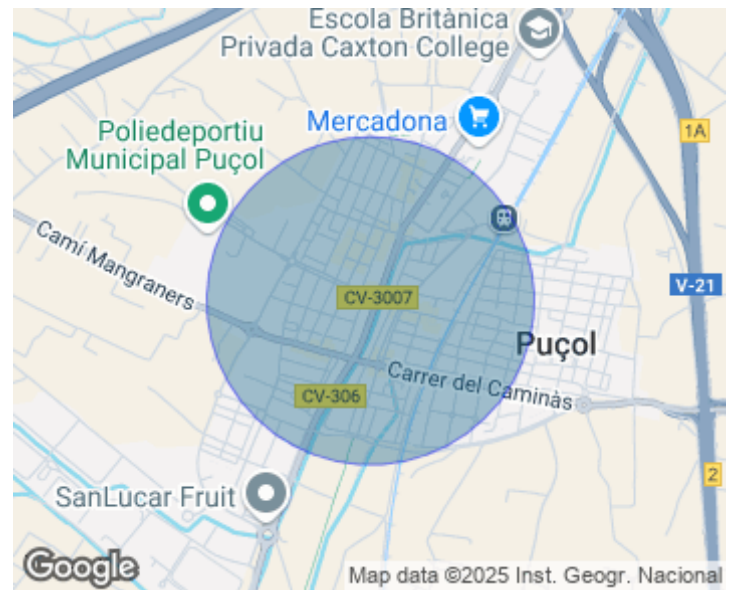 Escola Britànica
Privada Caxton College
Mercadona
Poliedeportiu
Municipal Puçol
1A
Camí Mangraners
V-21
CV-3007
Puçol
Carrer del Caminàs
CV-306
2
SanLucar Fruit
Google
Map data ©2025 Inst. Geogr. Nacional